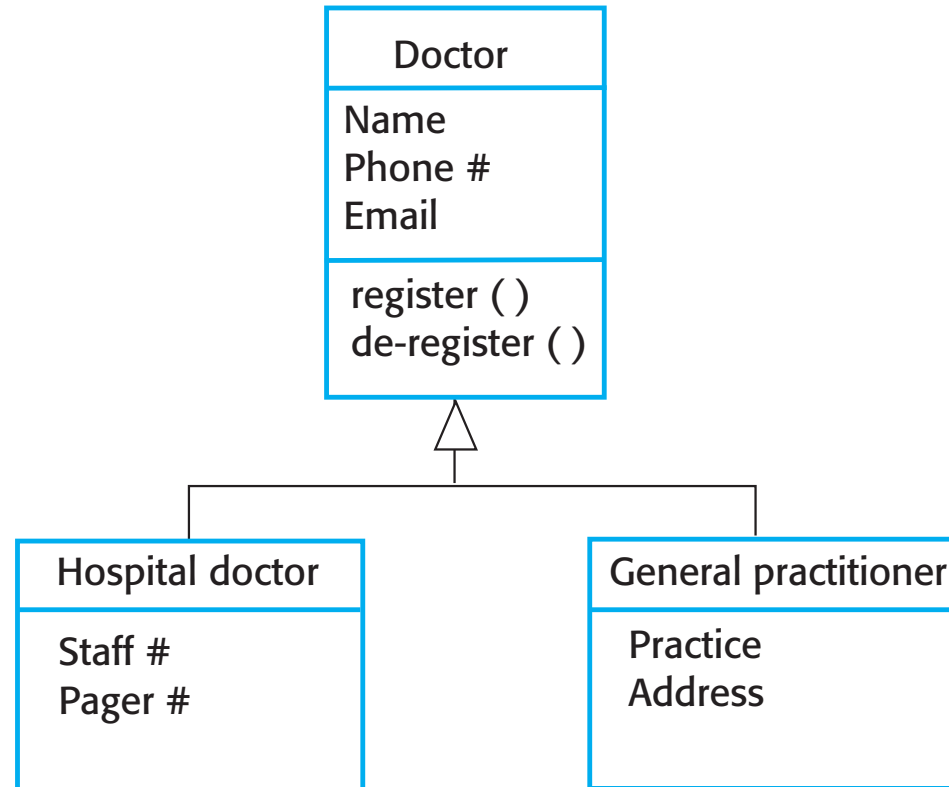 Doctor
Name
Phone #
Email
register ( )
de-register ( )
Hospital doctor
Staff #
Pager #
General practitioner
Practice
Address